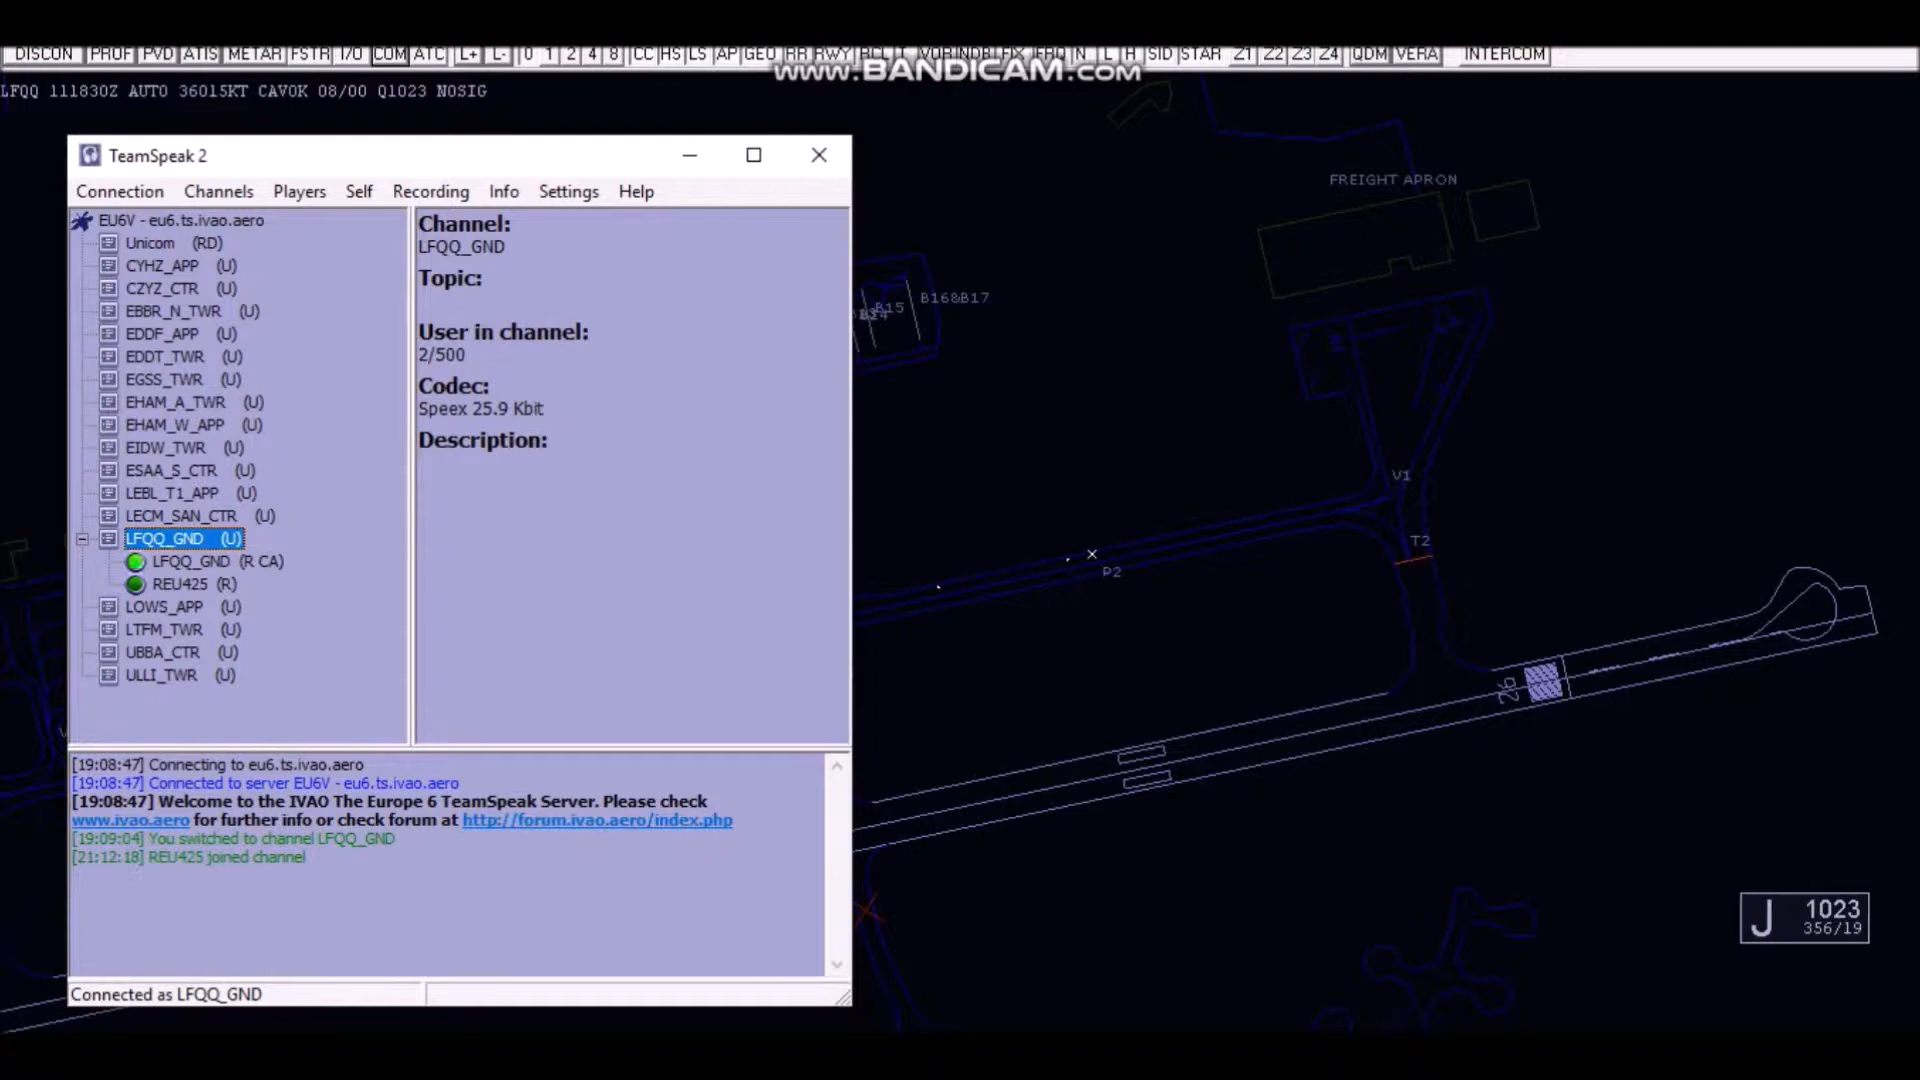 DISCON PROF PVD ATIS METAR FSTR I/O COM ATC L+ L- 0 1 2 4 8 CC HS LS AP GEO RR RWY RCL T VOR NDB FIX FRQ N L H SID STAR Z1 Z2 Z3 Z4 QDM VERA INTERCOM
www.BANDICAM.com
LFQQ 111830Z AUTO 36015KT CAVOK 08/00 Q1023 NOSIG
TeamSpeak 2
Connection Channels Players Self Recording Info Settings Help
EU6V - eu6.ts.ivao.aero
Unicom (RD)
CYHZ_APP (U)
CZYZ_CTR (U)
EBBR_N_TWR (U)
EDDF_APP (U)
EDDT_TWR (U)
EGSS_TWR (U)
EHAM_A_TWR (U)
EHAM_W_APP (U)
EIDW_TWR (U)
ESAA_S_CTR (U)
LEBL_T1_APP (U)
LECM_SAN_CTR (U)
LFQQ_GND (U)
LFQQ_GND (R CA)
REU425 (R)
LOWS_APP (U)
LTFM_TWR (U)
UBBA_CTR (U)
ULLI_TWR (U)
Channel:
LFQQ_GND
Topic:
User in channel:
2/500
Codec:
Speex 25.9 Kbit
Description:
[19:08:47] Connecting to eu6.ts.ivao.aero
[19:08:47] Connected to server EU6V - eu6.ts.ivao.aero
[19:08:47] Welcome to the IVAO The Europe 6 TeamSpeak Server. Please check
www.ivao.aero for further info or check forum at http://forum.ivao.aero/index.php
[19:09:04] You switched to channel LFQQ_GND
[21:12:18] REU425 joined channel
Connected as LFQQ_GND
FREIGHT APRON
B16&B17
B15
V1
T2
P2
26
J 1023
356/19